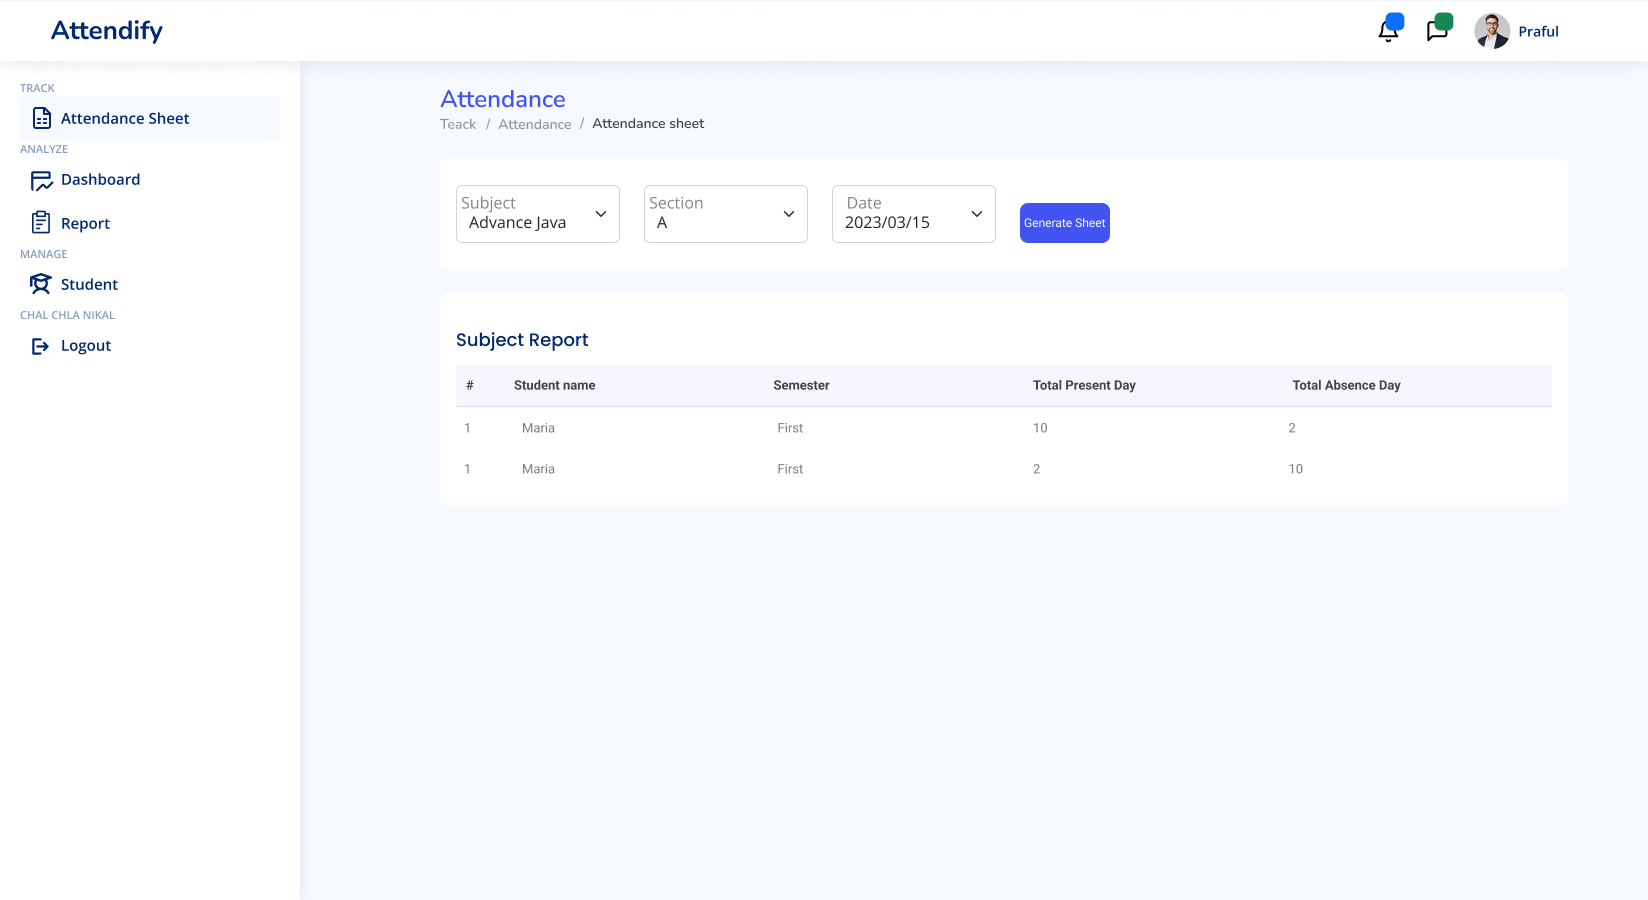 Attendify
Praful
TRACK
Attendance Sheet
ANALYZE
Dashboard
Report
MANAGE
Student
CHAL CHLA NIKAL
Logout
Attendance
Teack / Attendance / Attendance sheet
Subject
Advance Java
Section
A
Date
2023/03/15
Generate Sheet
Subject Report
# Student name Semester Total Present Day Total Absence Day
1 Maria First 10 2
1 Maria First 2 10